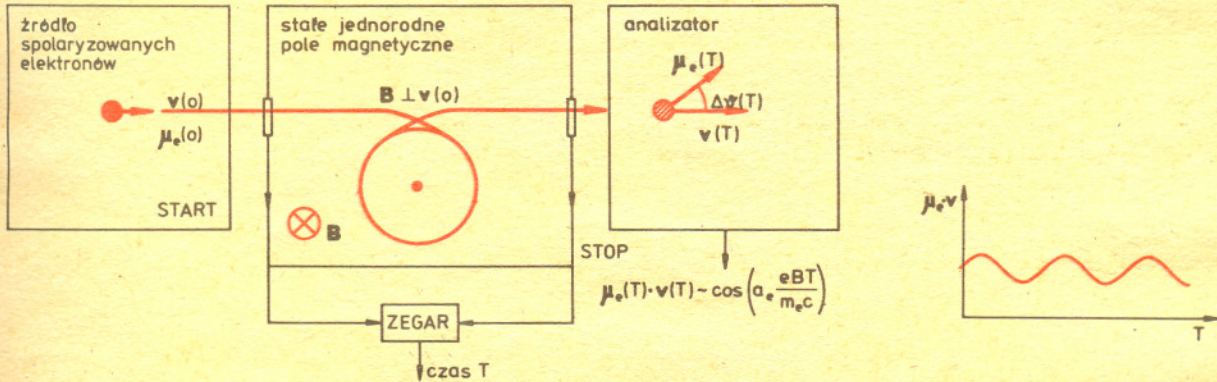 źródło
spolaryzowanych
elektronów
v(o)
μₑ(o)
START
stałe jednorodne
pole magnetyczne
B ⊥ v(o)
B
STOP
ZEGAR
czas T
analizator
μₑ(T)
Δϑ(T)
v(T)
μₑ(T)·v(T) ~ cos(aₑ eBT/mₑc)
μₑ·v
T